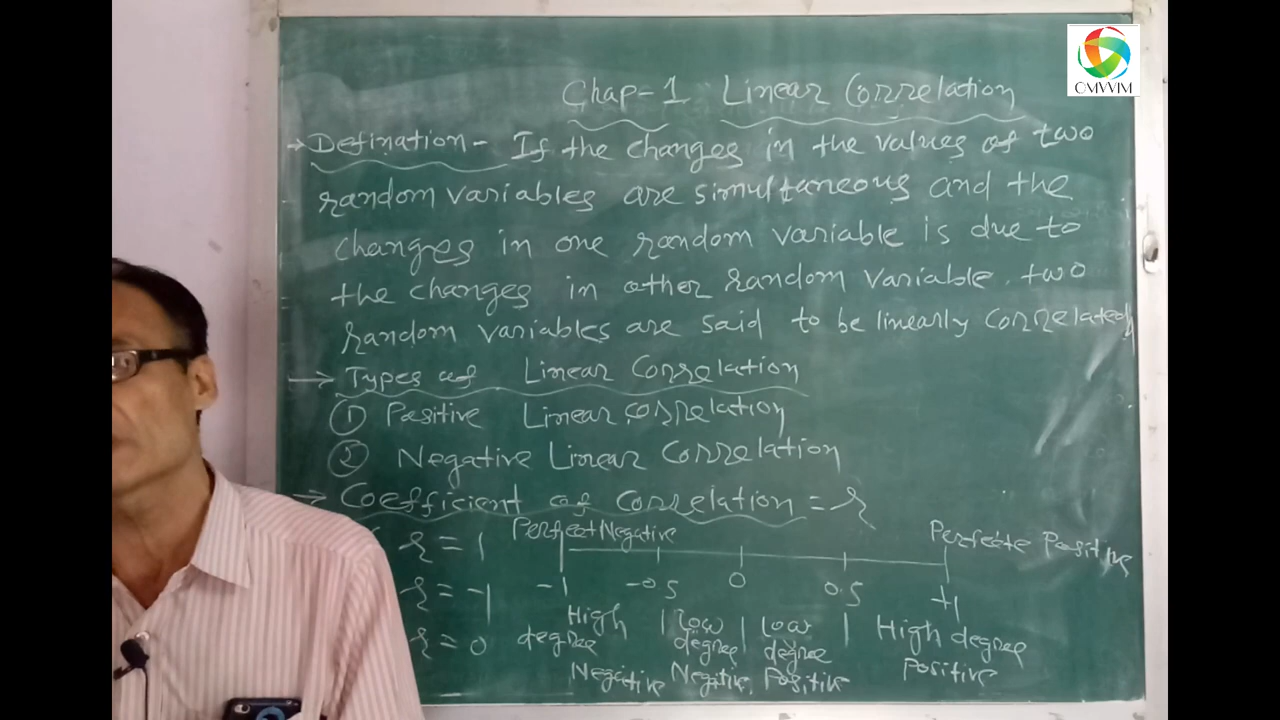 CMVVIM
Chap-1 Linear Correlation
→ Defination - If the changes in the values of two
random variables are simultaneous and the
changes in one random variable is due to
the changes in other random variable. two
random variables are said to be linearly correlated
→ Types of Linear Correlation
① Positive Linear correlation
② Negative Linear Correlation
→ Coefficient of Correlation = r
r = 1 Perfect Negative Perfecte Positive
r = -1 -1 -0.5 0 0.5 +1
r = 0 High degree Negative | low degree Negitive | low degree Positive | High degree Positive